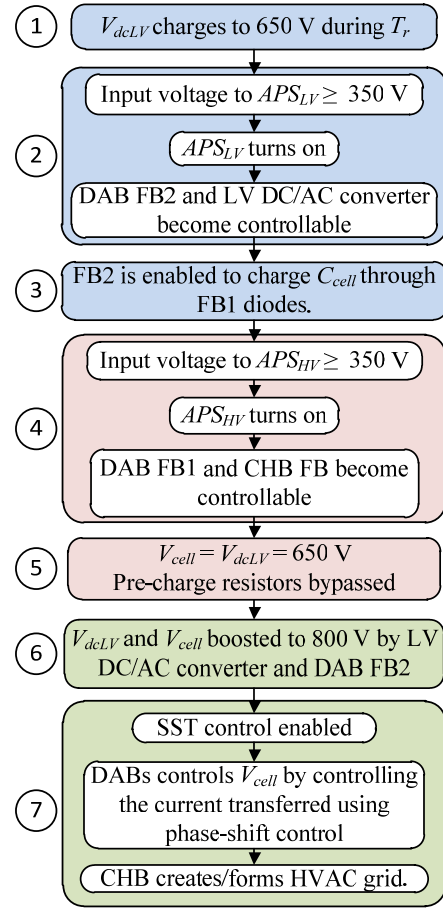 1
V_dcLV charges to 650 V during T_r
2
Input voltage to APS_LV ≥ 350 V
APS_LV turns on
DAB FB2 and LV DC/AC converter
become controllable
3
FB2 is enabled to charge C_cell through
FB1 diodes.
4
Input voltage to APS_HV ≥ 350 V
APS_HV turns on
DAB FB1 and CHB FB become
controllable
5
V_cell = V_dcLV = 650 V
Pre-charge resistors bypassed
6
V_dcLV and V_cell boosted to 800 V by LV
DC/AC converter and DAB FB2
7
SST control enabled
DABs controls V_cell by controlling
the current transferred using
phase-shift control
CHB creates/forms HVAC grid.